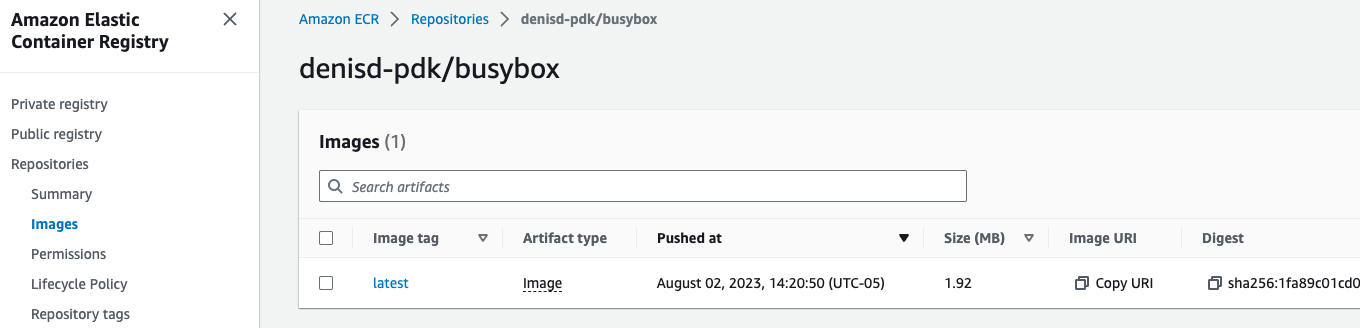 Amazon Elastic
Container Registry
Private registry
Public registry
Repositories
Summary
Images
Permissions
Lifecycle Policy
Repository tags
Amazon ECR > Repositories > denisd-pdk/busybox
denisd-pdk/busybox
Images (1)
Search artifacts
Image tag Artifact type Pushed at Size (MB) Image URI Digest
latest Image August 02, 2023, 14:20:50 (UTC-05) 1.92 Copy URI sha256:1fa89c01cd0